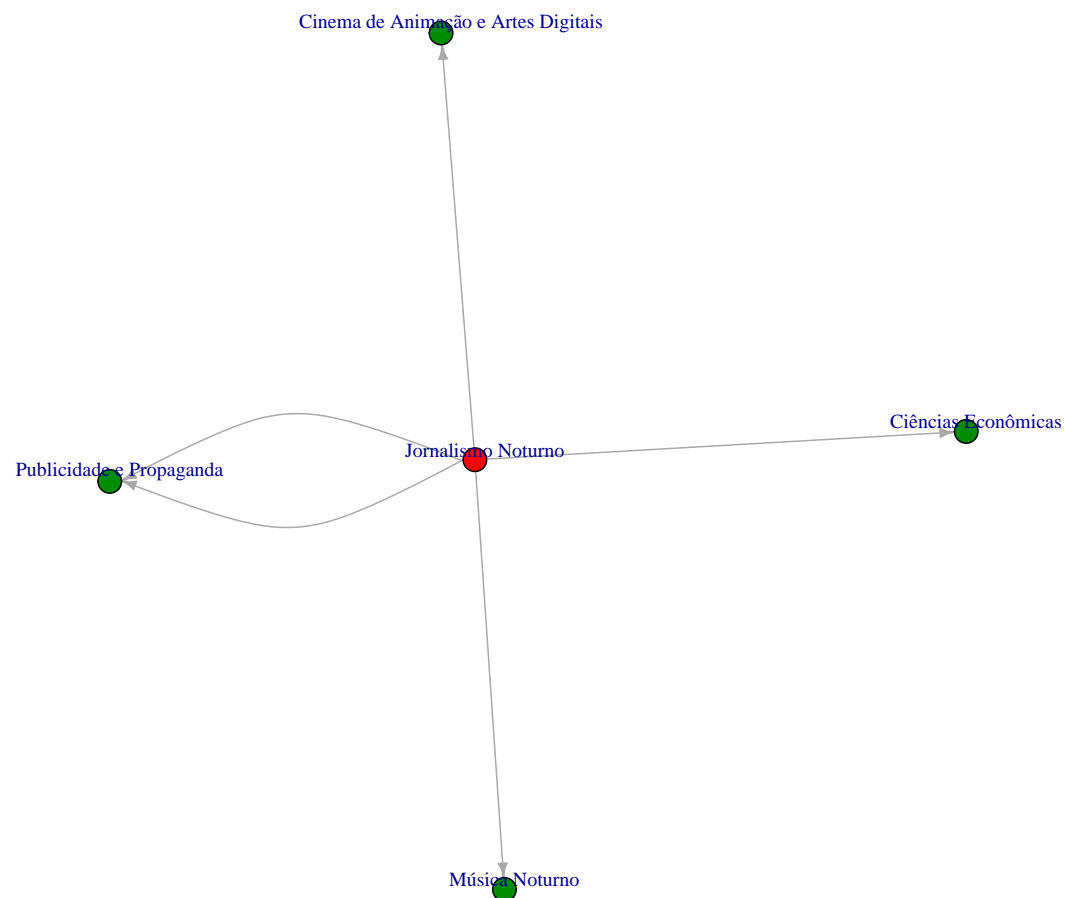 Cinema de Animação e Artes Digitais
Ciências Econômicas
Jornalismo Noturno
Publicidade e Propaganda
Música Noturno